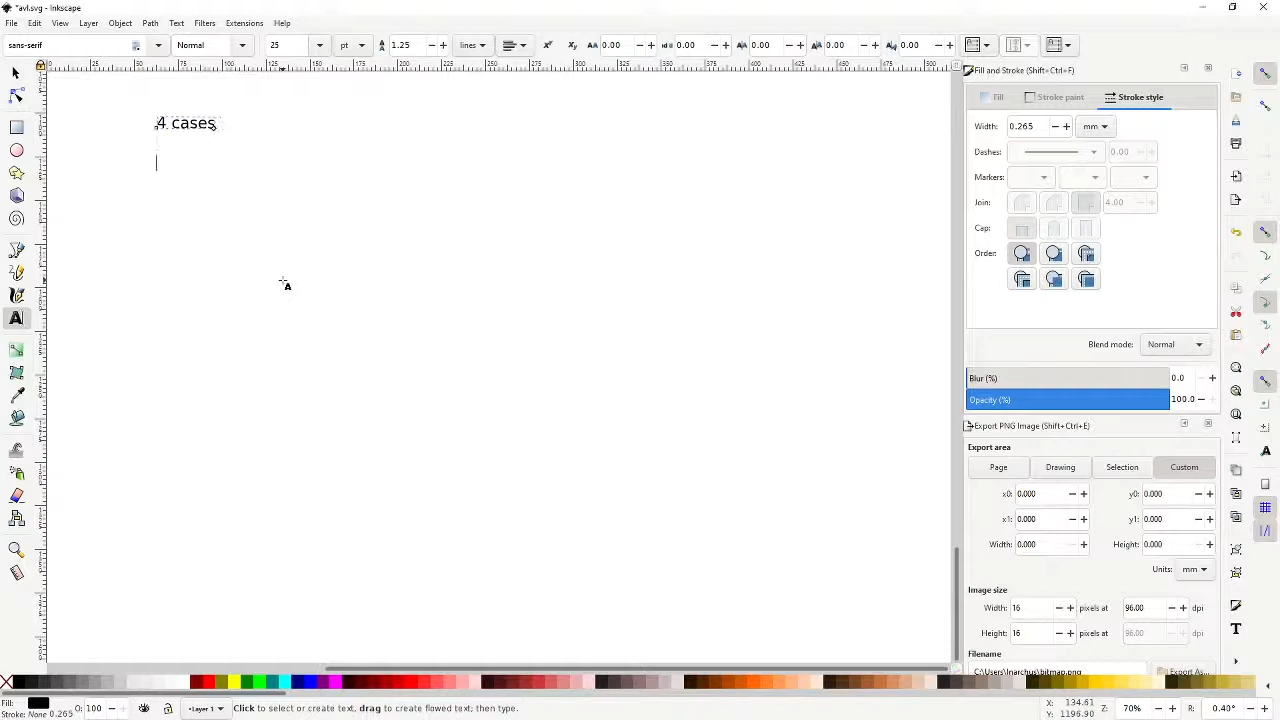 *avl.svg - Inkscape
File Edit View Layer Object Path Text Filters Extensions Help
sans-serif Normal 25 pt 1.25 lines 0.00 0.00 0.00 0.00 0.00
Fill and Stroke (Shift+Ctrl+F)
Fill Stroke paint Stroke style
4 cases
Width: 0.265 mm
Dashes: 0.00
Markers:
Join: 4.00
Cap:
Order:
Blend mode: Normal
Blur (%) 0.0
Opacity (%) 100.0
Export PNG Image (Shift+Ctrl+E)
Export area
Page Drawing Selection Custom
x0: 0.000 y0: 0.000
x1: 0.000 y1: 0.000
Width: 0.000 Height: 0.000
Units: mm
Image size
Width: 16 pixels at 96.00 dpi
Height: 16 pixels at 96.00 dpi
Filename
Export As...
Fill: O: 100 Layer 1 Click to select or create text, drag to create flowed text; then type. X: 134.61 Z: 70% R: 0.40°
Stroke: None 0.265 Y: 1196.90